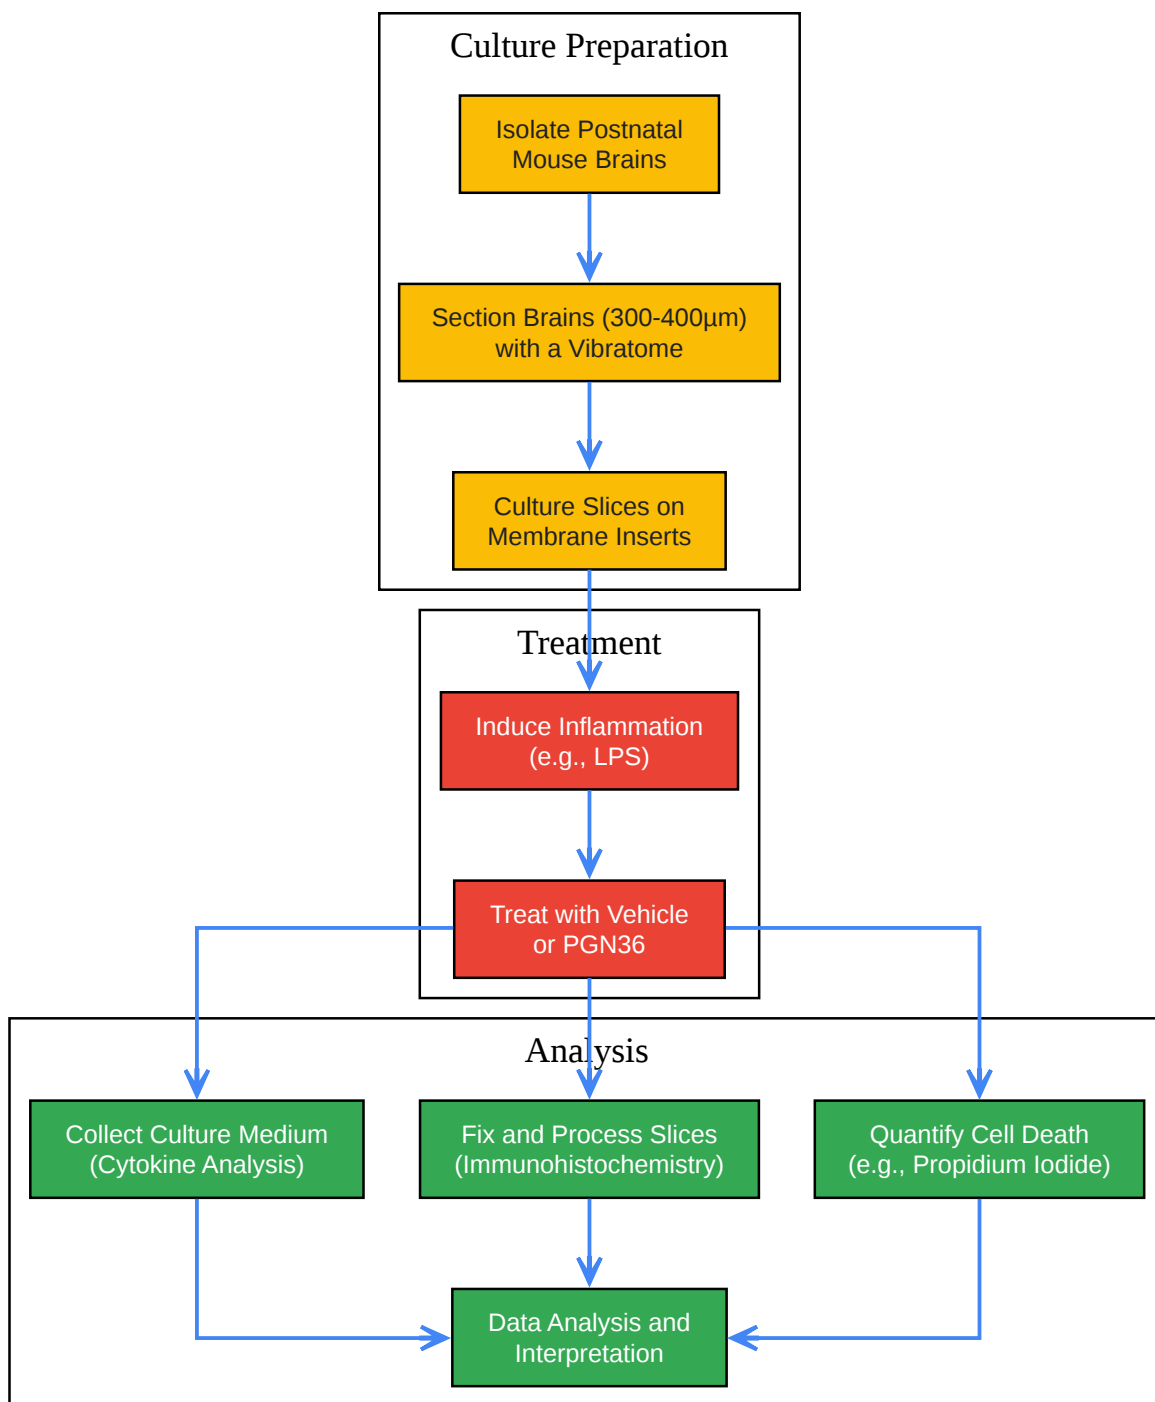 Culture Preparation
Isolate Postnatal
Mouse Brains
Section Brains (300-400µm)
with a Vibratome
Culture Slices on
Membrane Inserts
Treatment
Induce Inflammation
(e.g., LPS)
Treat with Vehicle
or PGN36
Analysis
Collect Culture Medium
(Cytokine Analysis)
Fix and Process Slices
(Immunohistochemistry)
Quantify Cell Death
(e.g., Propidium Iodide)
Data Analysis and
Interpretation